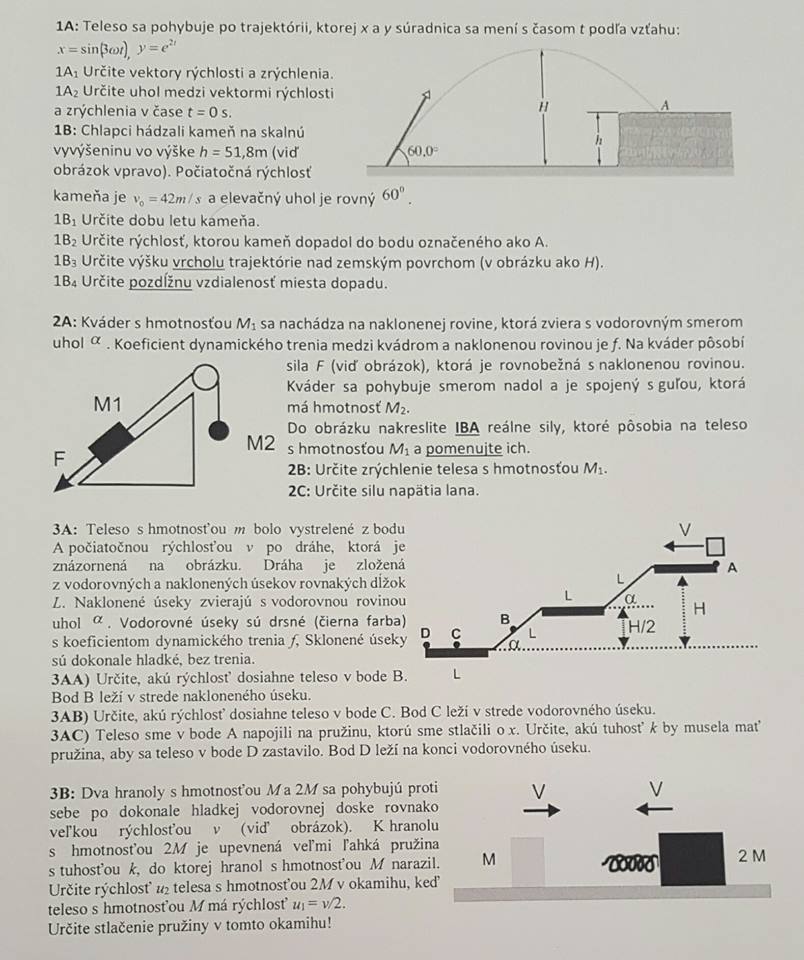 1A: Teleso sa pohybuje po trajektórii, ktorej x a y súradnica sa mení s časom t podľa vzťahu:
x = sin(3ωt), y = e^{2t}
1A₁ Určite vektory rýchlosti a zrýchlenia.
1A₂ Určite uhol medzi vektormi rýchlosti
a zrýchlenia v čase t = 0 s.
1B: Chlapci hádzali kameň na skalnú
vyvýšeninu vo výške h = 51,8m (viď
obrázok vpravo). Počiatočná rýchlosť
kameňa je v₀ = 42m/s a elevačný uhol je rovný 60⁰.
1B₁ Určite dobu letu kameňa.
1B₂ Určite rýchlosť, ktorou kameň dopadol do bodu označeného ako A.
1B₃ Určite výšku vrcholu trajektórie nad zemským povrchom (v obrázku ako H).
1B₄ Určite pozdĺžnu vzdialenosť miesta dopadu.
H
A
h
60,0°
2A: Kváder s hmotnosťou M₁ sa nachádza na naklonenej rovine, ktorá zviera s vodorovným smerom
uhol α . Koeficient dynamického trenia medzi kvádrom a naklonenou rovinou je f. Na kváder pôsobí
sila F (viď obrázok), ktorá je rovnobežná s naklonenou rovinou.
Kváder sa pohybuje smerom nadol a je spojený s guľou, ktorá
má hmotnosť M₂.
Do obrázku nakreslite IBA reálne sily, ktoré pôsobia na teleso
s hmotnosťou M₁ a pomenujte ich.
2B: Určite zrýchlenie telesa s hmotnosťou M₁.
2C: Určite silu napätia lana.
M1
M2
F
3A: Teleso s hmotnosťou m bolo vystrelené z bodu
A počiatočnou rýchlosťou v po dráhe, ktorá je
znázornená na obrázku. Dráha je zložená
z vodorovných a naklonených úsekov rovnakých dĺžok
L. Naklonené úseky zvierajú s vodorovnou rovinou
uhol α. Vodorovné úseky sú drsné (čierna farba)
s koeficientom dynamického trenia f, Sklonené úseky
sú dokonale hladké, bez trenia.
3AA) Určite, akú rýchlosť dosiahne teleso v bode B.
Bod B leží v strede nakloneného úseku.
3AB) Určite, akú rýchlosť dosiahne teleso v bode C. Bod C leží v strede vodorovného úseku.
3AC) Teleso sme v bode A napojili na pružinu, ktorú sme stlačili o x. Určite, akú tuhosť k by musela mať
pružina, aby sa teleso v bode D zastavilo. Bod D leží na konci vodorovného úseku.
V
A
L
α
L
H
B
H/2
D C
L
α
L
3B: Dva hranoly s hmotnosťou M a 2M sa pohybujú proti
sebe po dokonale hladkej vodorovnej doske rovnako
veľkou rýchlosťou v (viď obrázok). K hranolu
s hmotnosťou 2M je upevnená veľmi ľahká pružina
s tuhosťou k, do ktorej hranol s hmotnosťou M narazil.
Určite rýchlosť u₂ telesa s hmotnosťou 2M v okamihu, keď
teleso s hmotnosťou M má rýchlosť u₁ = v/2.
Určite stlačenie pružiny v tomto okamihu!
V
V
M
2 M